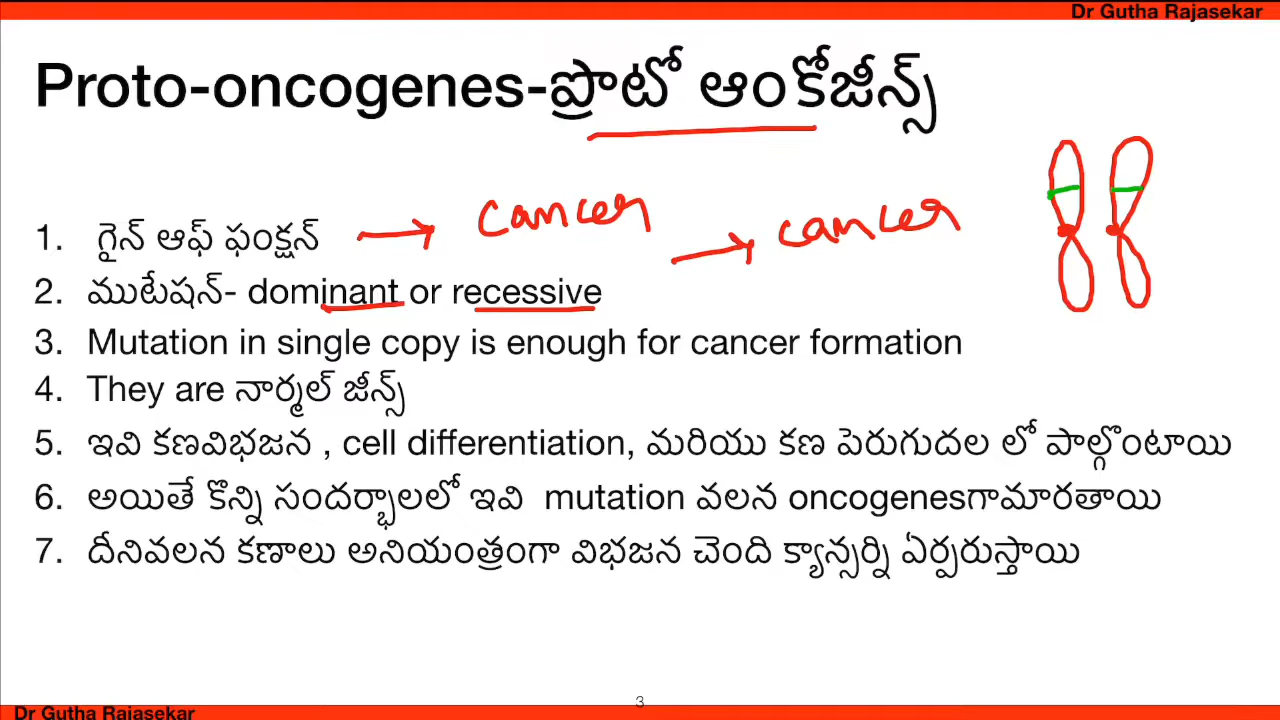 Dr Gutha Rajasekar
Proto-oncogenes-ప్రొటో ఆంకోజీన్స్
1. గైన్ ఆఫ్ ఫంక్షన్ → cancer → cancer
2. ముటేషన్- dominant or recessive
3. Mutation in single copy is enough for cancer formation
4. They are నార్మల్ జీన్స్
5. ఇవి కణవిభజన , cell differentiation, మరియు కణ పెరుగుదల లో పాల్గొంటాయి
6. అయితే కొన్ని సందర్భాలలో ఇవి mutation వలన oncogenesగామారతాయి
7. దీనివలన కణాలు అనియంత్రంగా విభజన చెంది క్యాన్సర్ని ఏర్పరుస్తాయి
3
Dr Gutha Rajasekar